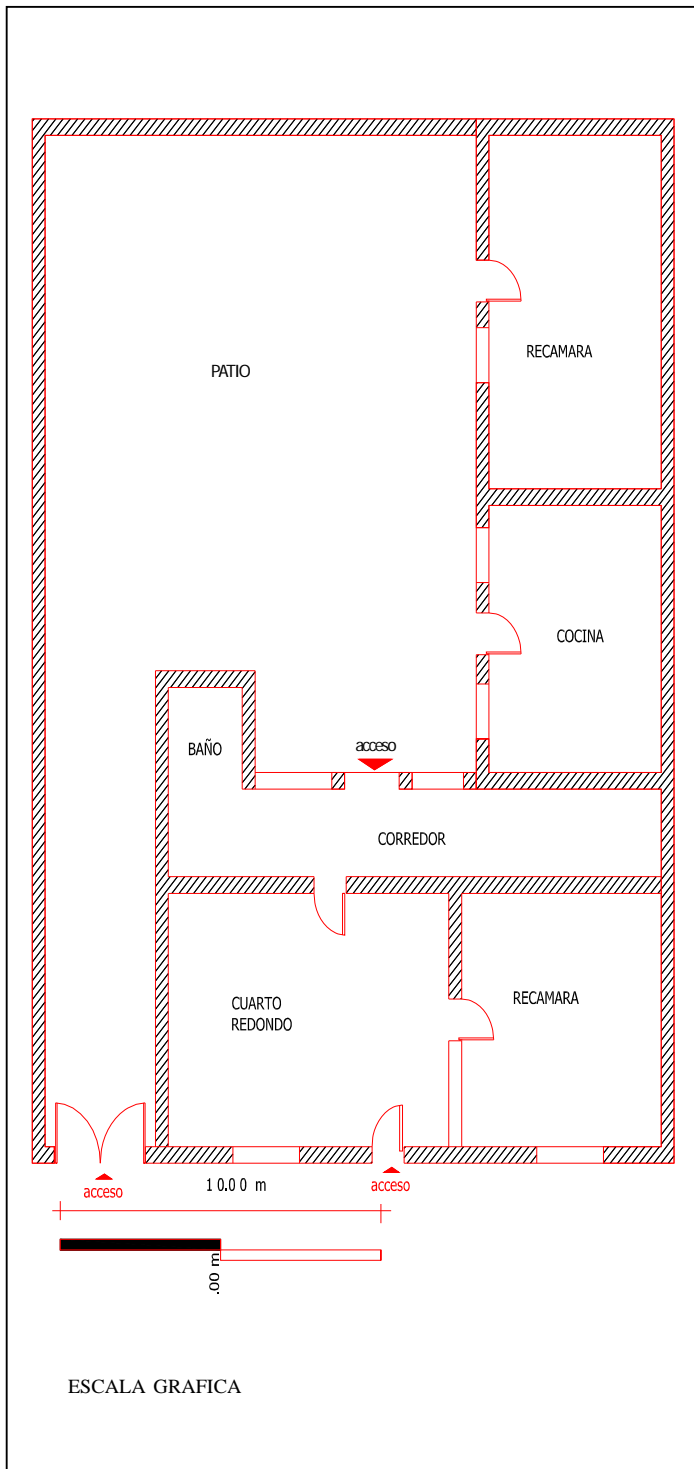 RECAMARA
PATIO
COCINA
BAÑO
acceso
CORREDOR
CUARTO
REDONDO
RECAMARA
acceso
10.00 m
acceso
.00 m
ESCALA GRAFICA